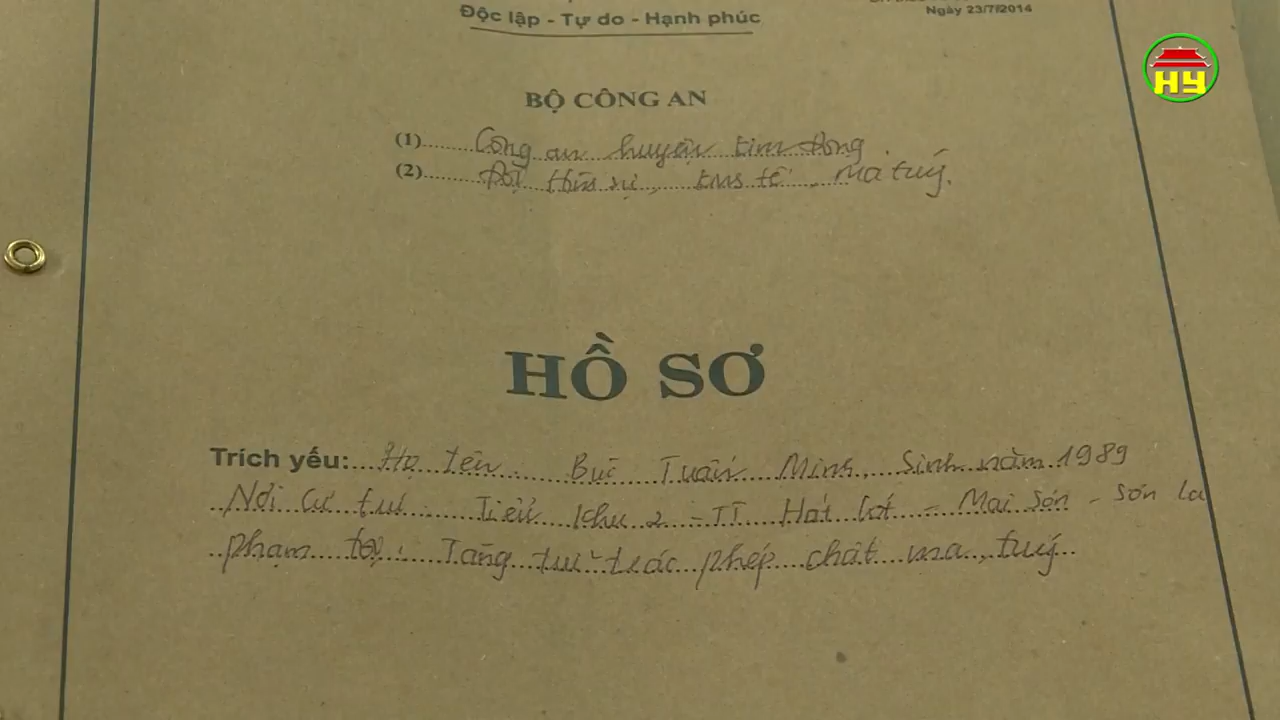 Độc lập - Tự do - Hạnh phúc
Ngày 23/7/2014
HY
BỘ CÔNG AN
(1) Công an huyện Kim Động.
(2) Đội Hình sự, kinh tế, ma tuý.
HỒ SƠ
Trích yếu: Họ tên: Bùi Tuấn Minh, Sinh năm 1989
Nơi cư trú: Tiểu khu 2 - TT Hát Lót - Mai Sơn - Sơn La
phạm tội: Tàng trữ trái phép chất ma tuý